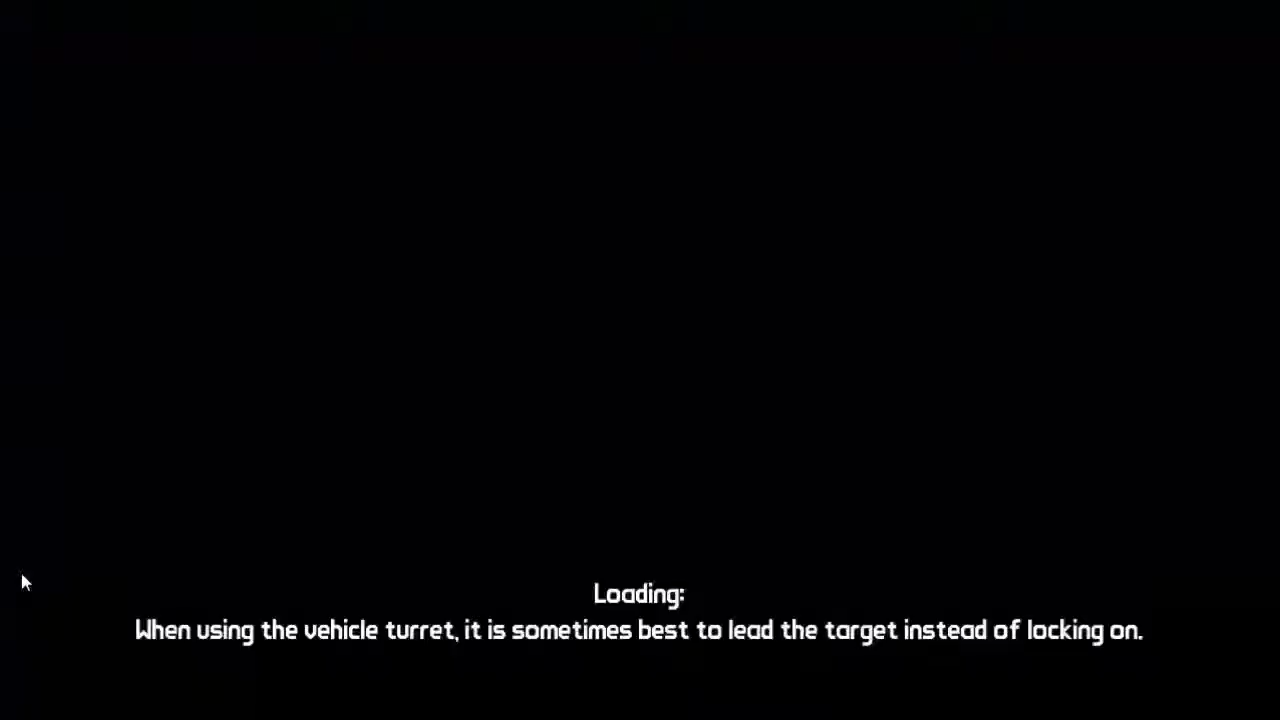 Loading:
When using the vehicle turret, it is sometimes best to lead the target instead of locking on.